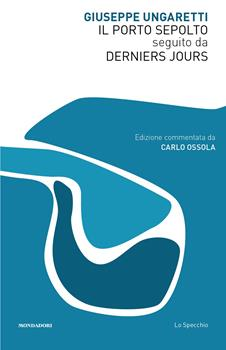 GIUSEPPE UNGARETTI
IL PORTO SEPOLTO
seguito da
DERNIERS JOURS
Edizione commentata da
CARLO OSSOLA
MONDADORI
Lo Specchio